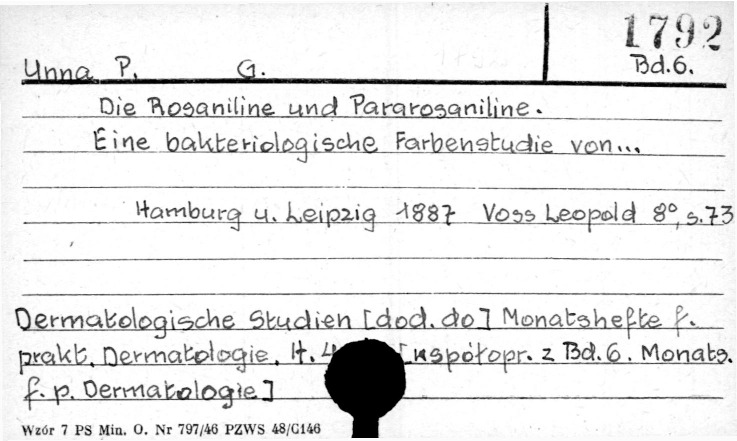 1792
Unna P. G. Bd.6.
Die Rosaniline und Pararosaniline.
Eine bakteriologische Farbenstudie von...
Hamburg u. Leipzig 1887 Voss Leopold 8º, s.73
Dermatologische Studien [dod. do] Monatshefte f.
prakt. Dermatologie. H. [współopr. z Bd.6. Monats.
f. p. Dermatologie]
Wzór 7 PS Min. O. Nr 797/46 PZWS 48/G146